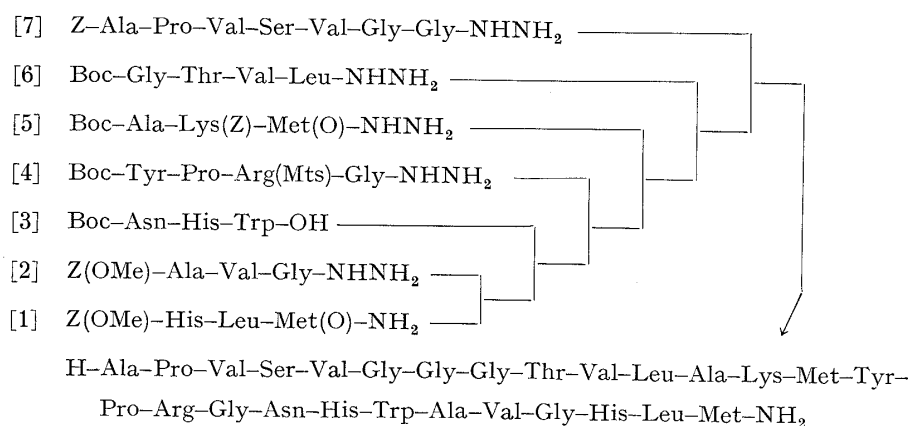 [7] Z–Ala–Pro–Val–Ser–Val–Gly–Gly–NHNH₂
[6] Boc–Gly–Thr–Val–Leu–NHNH₂
[5] Boc–Ala–Lys(Z)–Met(O)–NHNH₂
[4] Boc–Tyr–Pro–Arg(Mts)–Gly–NHNH₂
[3] Boc–Asn–His–Trp–OH
[2] Z(OMe)–Ala–Val–Gly–NHNH₂
[1] Z(OMe)–His–Leu–Met(O)–NH₂
H–Ala–Pro–Val–Ser–Val–Gly–Gly–Gly–Thr–Val–Leu–Ala–Lys–Met–Tyr–
Pro–Arg–Gly–Asn–His–Trp–Ala–Val–Gly–His–Leu–Met–NH₂